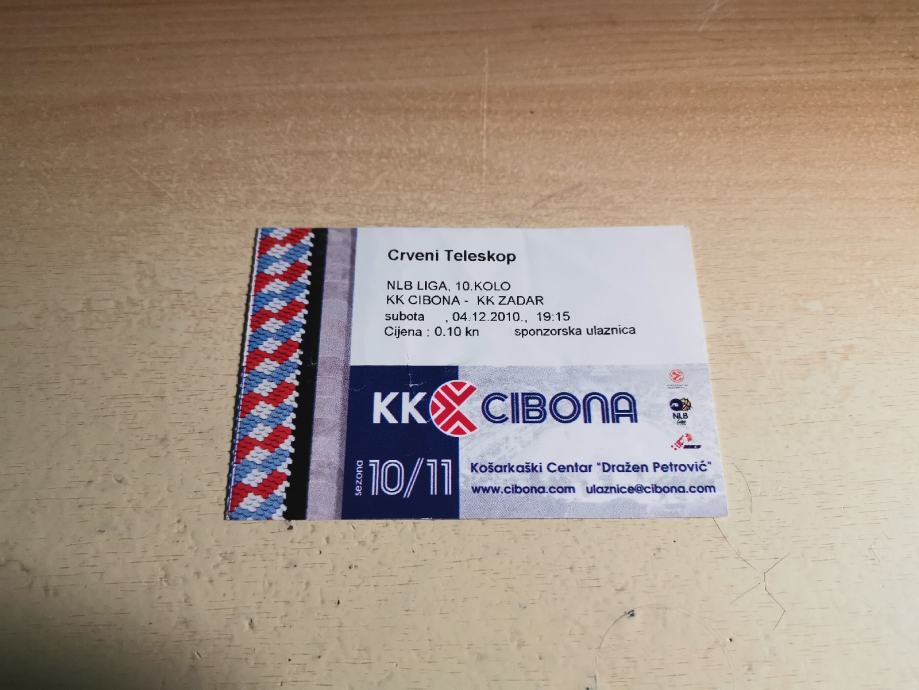 Crveni Teleskop
NLB LIGA, 10.KOLO
KK CIBONA - KK ZADAR
subota , 04.12.2010., 19:15
Cijena : 0.10 kn sponzorska ulaznica
KK CIBONA
NLB
sezona 10/11
Košarkaški Centar "Dražen Petrović"
www.cibona.com ulaznice@cibona.com